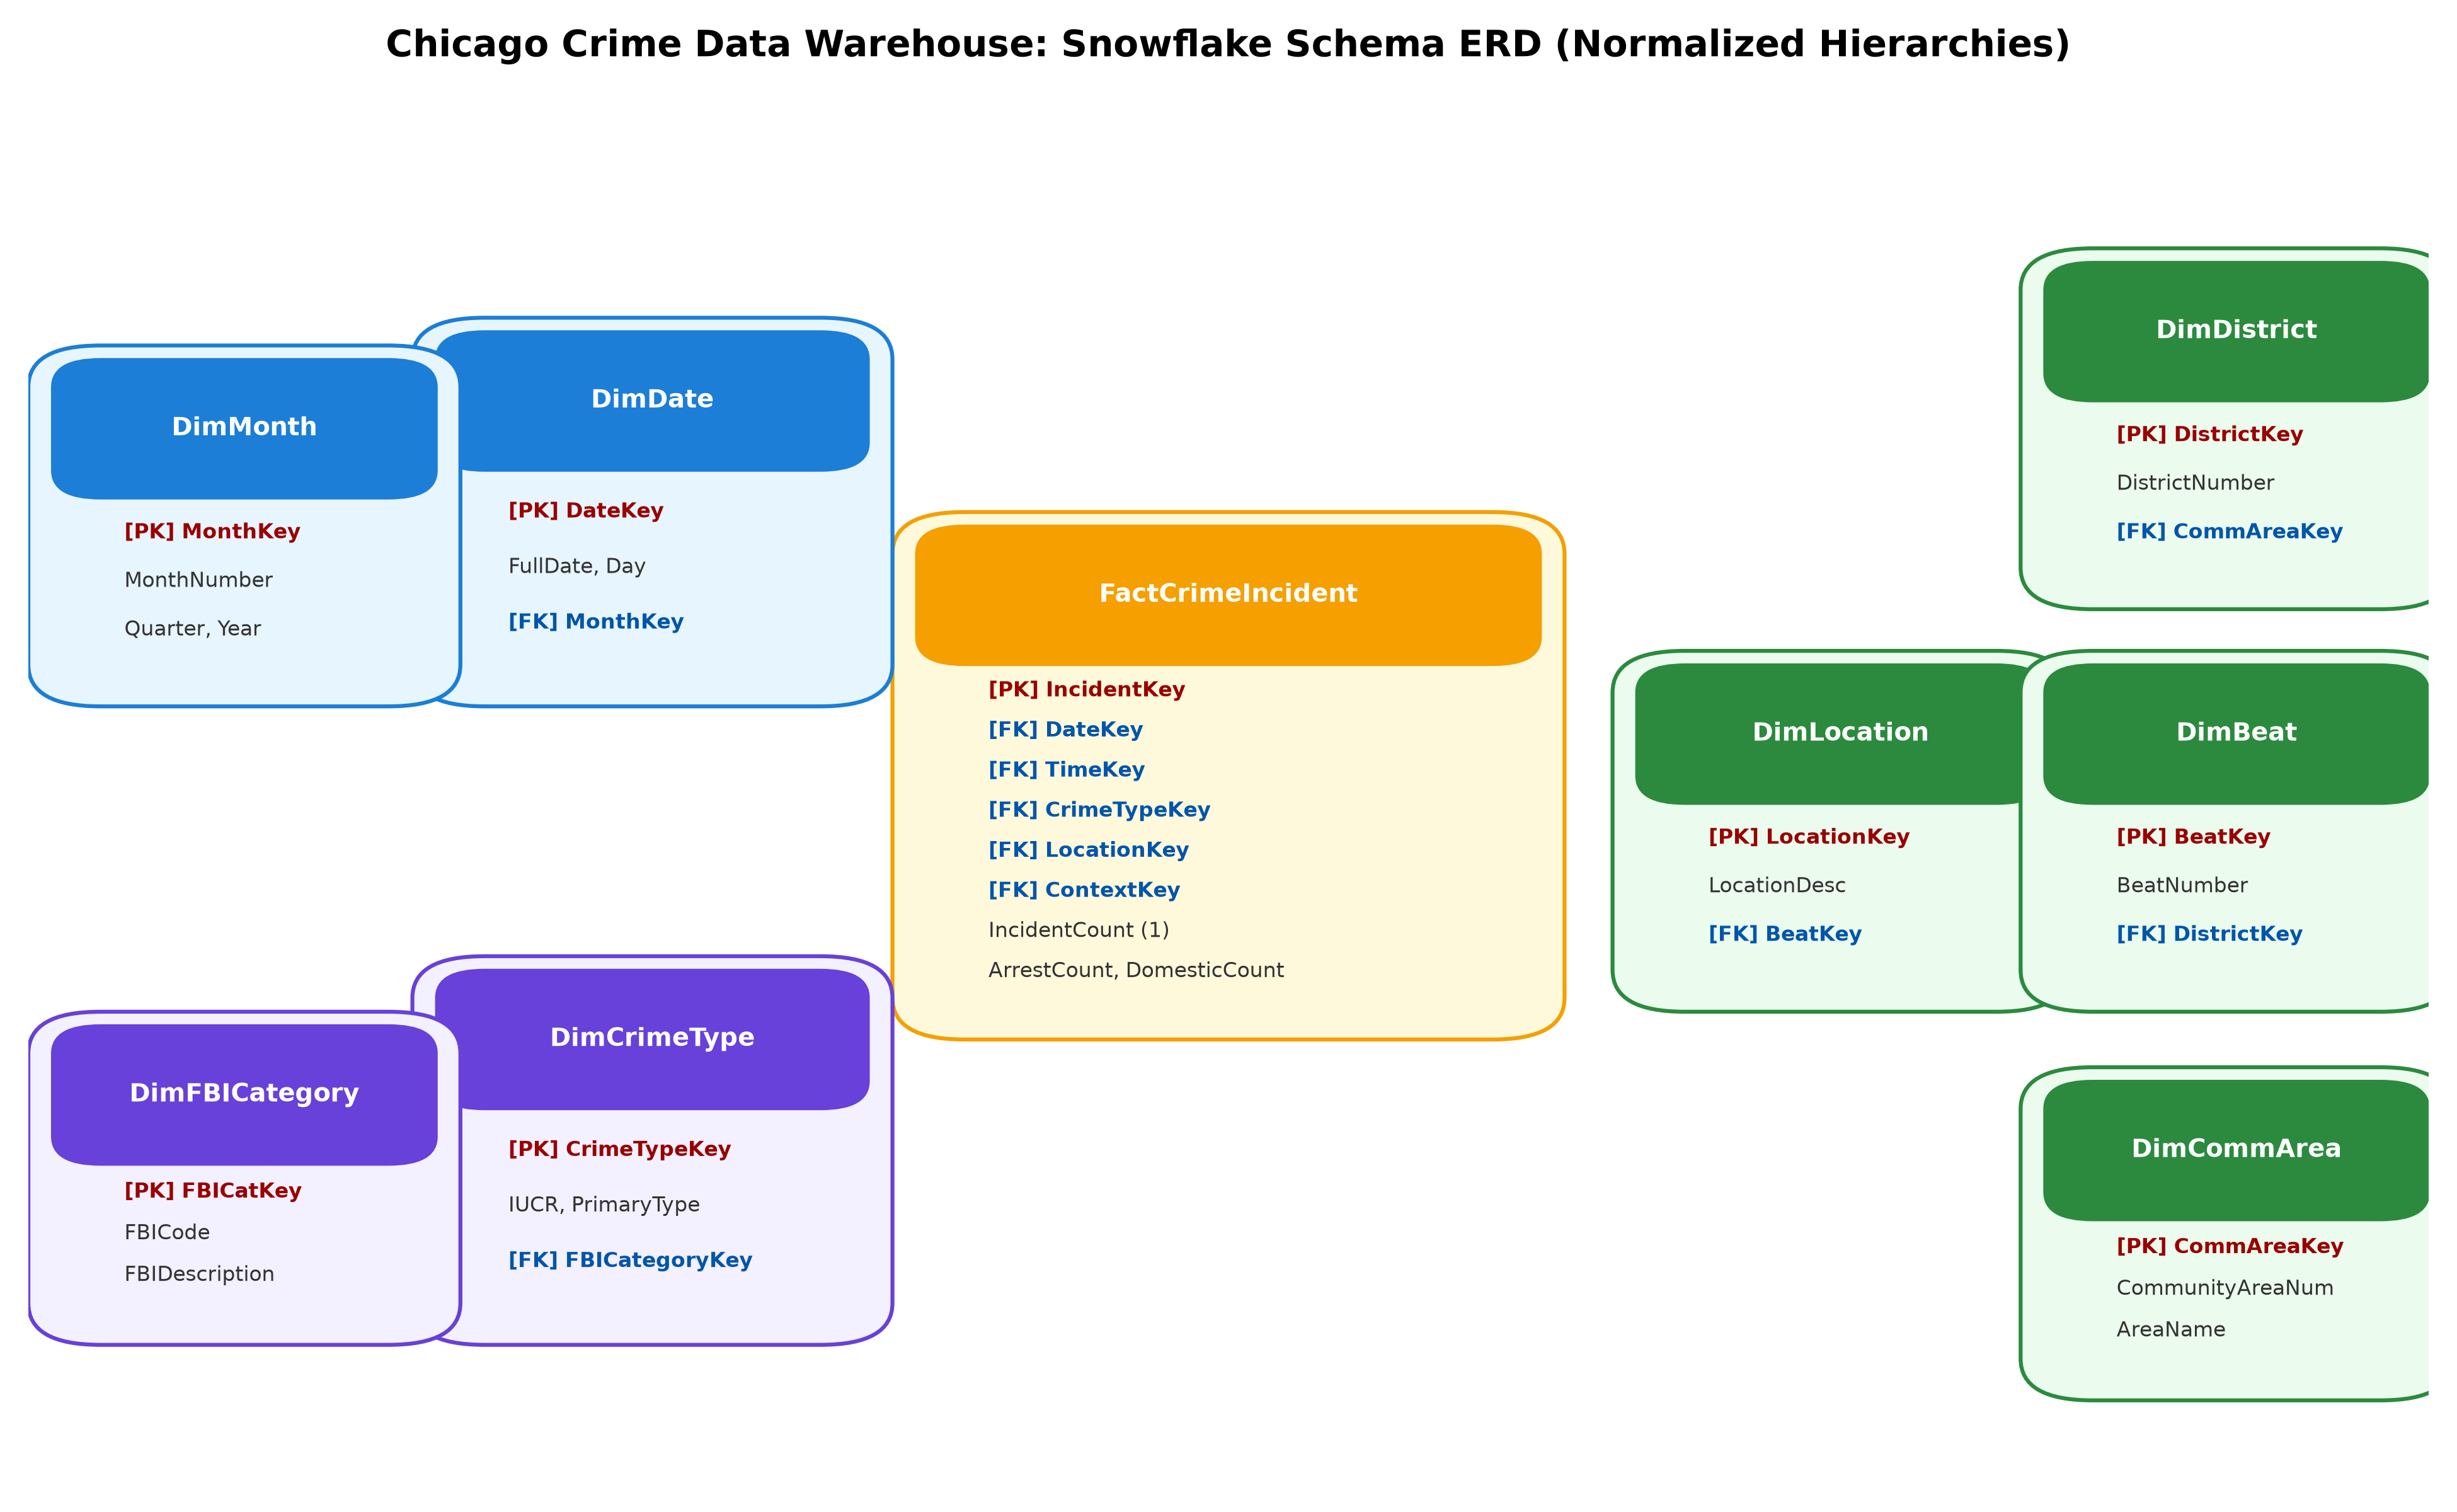 Chicago Crime Data Warehouse: Snowflake Schema ERD (Normalized Hierarchies)
DimMonth
[PK] MonthKey
MonthNumber
Quarter, Year
DimDate
[PK] DateKey
FullDate, Day
[FK] MonthKey
DimFBICategory
[PK] FBICatKey
FBICode
FBIDescription
DimCrimeType
[PK] CrimeTypeKey
IUCR, PrimaryType
[FK] FBICategoryKey
FactCrimeIncident
[PK] IncidentKey
[FK] DateKey
[FK] TimeKey
[FK] CrimeTypeKey
[FK] LocationKey
[FK] ContextKey
IncidentCount (1)
ArrestCount, DomesticCount
DimDistrict
[PK] DistrictKey
DistrictNumber
[FK] CommAreaKey
DimLocation
[PK] LocationKey
LocationDesc
[FK] BeatKey
DimBeat
[PK] BeatKey
BeatNumber
[FK] DistrictKey
DimCommArea
[PK] CommAreaKey
CommunityAreaNum
AreaName